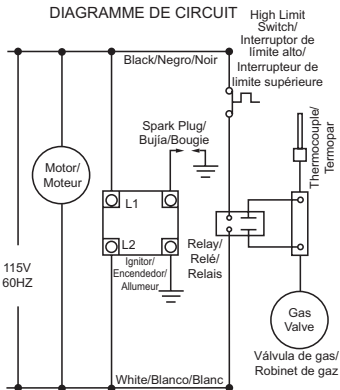 DIAGRAMME DE CIRCUIT
High Limit
Switch/
Interruptor de
límite alto/
Interrupteur de
limite supérieure
Black/Negro/Noir
Spark Plug/
Bujía/Bougie
Thermocouple/
Termopar
Motor/
Moteur
L1
L2
Ignitor/
Encendedor/
Allumeur
Relay/
Relé/
Relais
115V
60HZ
Gas
Valve
Válvula de gas/
Robinet de gaz
White/Blanco/Blanc